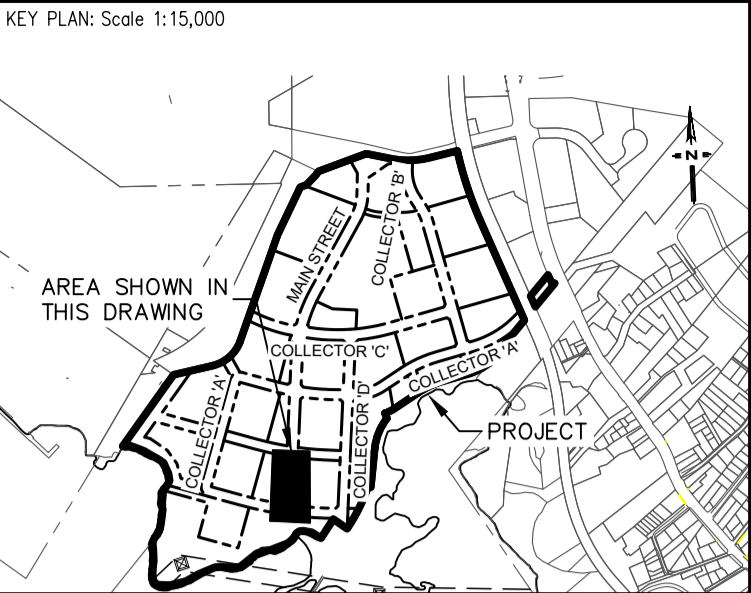 KEY PLAN: Scale 1:15,000
N
MAIN STREET
COLLECTOR 'B'
AREA SHOWN IN
THIS DRAWING
COLLECTOR 'C'
COLLECTOR 'A'
COLLECTOR 'A'
COLLECTOR 'D'
PROJECT